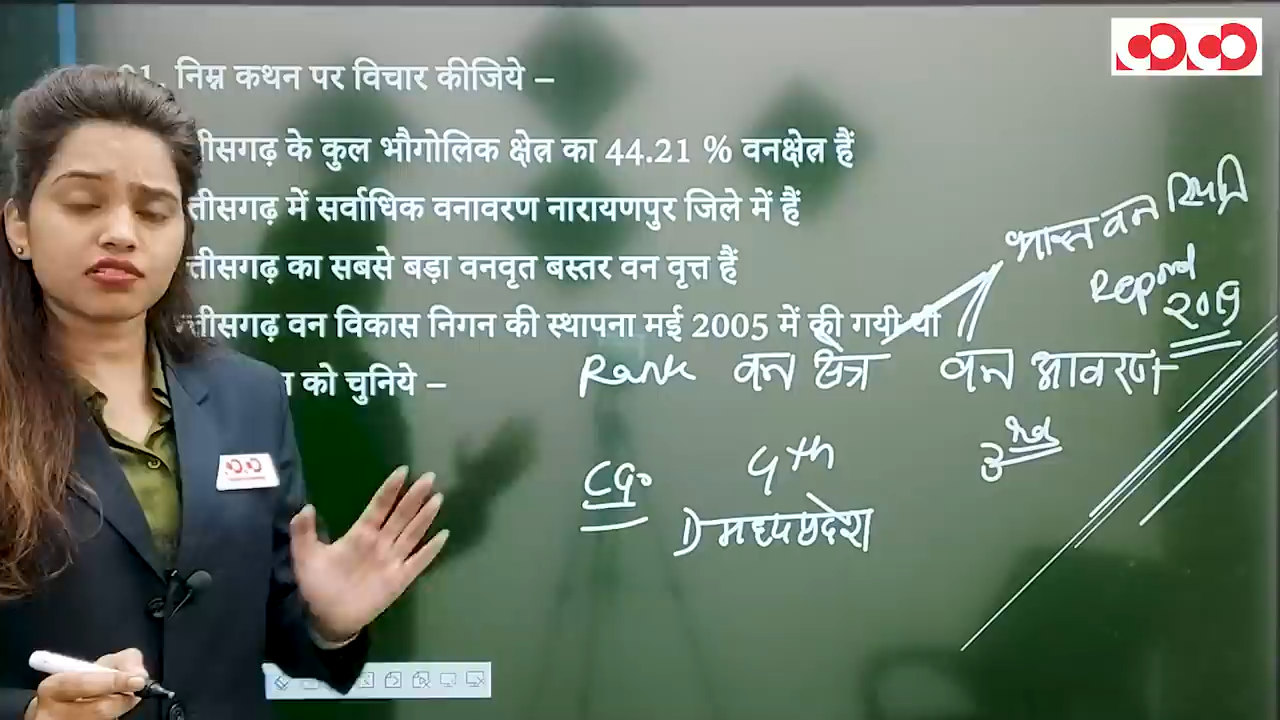 91. निम्न कथन पर विचार कीजिये –
तीसगढ़ के कुल भौगोलिक क्षेत्र का 44.21 % वनक्षेत्र हैं
तीसगढ़ में सर्वाधिक वनावरण नारायणपुर जिले में हैं
तीसगढ़ का सबसे बड़ा वनवृत बस्तर वन वृत्त हैं
तीसगढ़ वन विकास निगन की स्थापना मई 2005 में की गयी थी
को चुनिये –
भारत वन स्थिति
Report
2019
Rank वन क्षेत्र वन आवरण
CG. 4th 3rd
1) मध्यप्रदेश